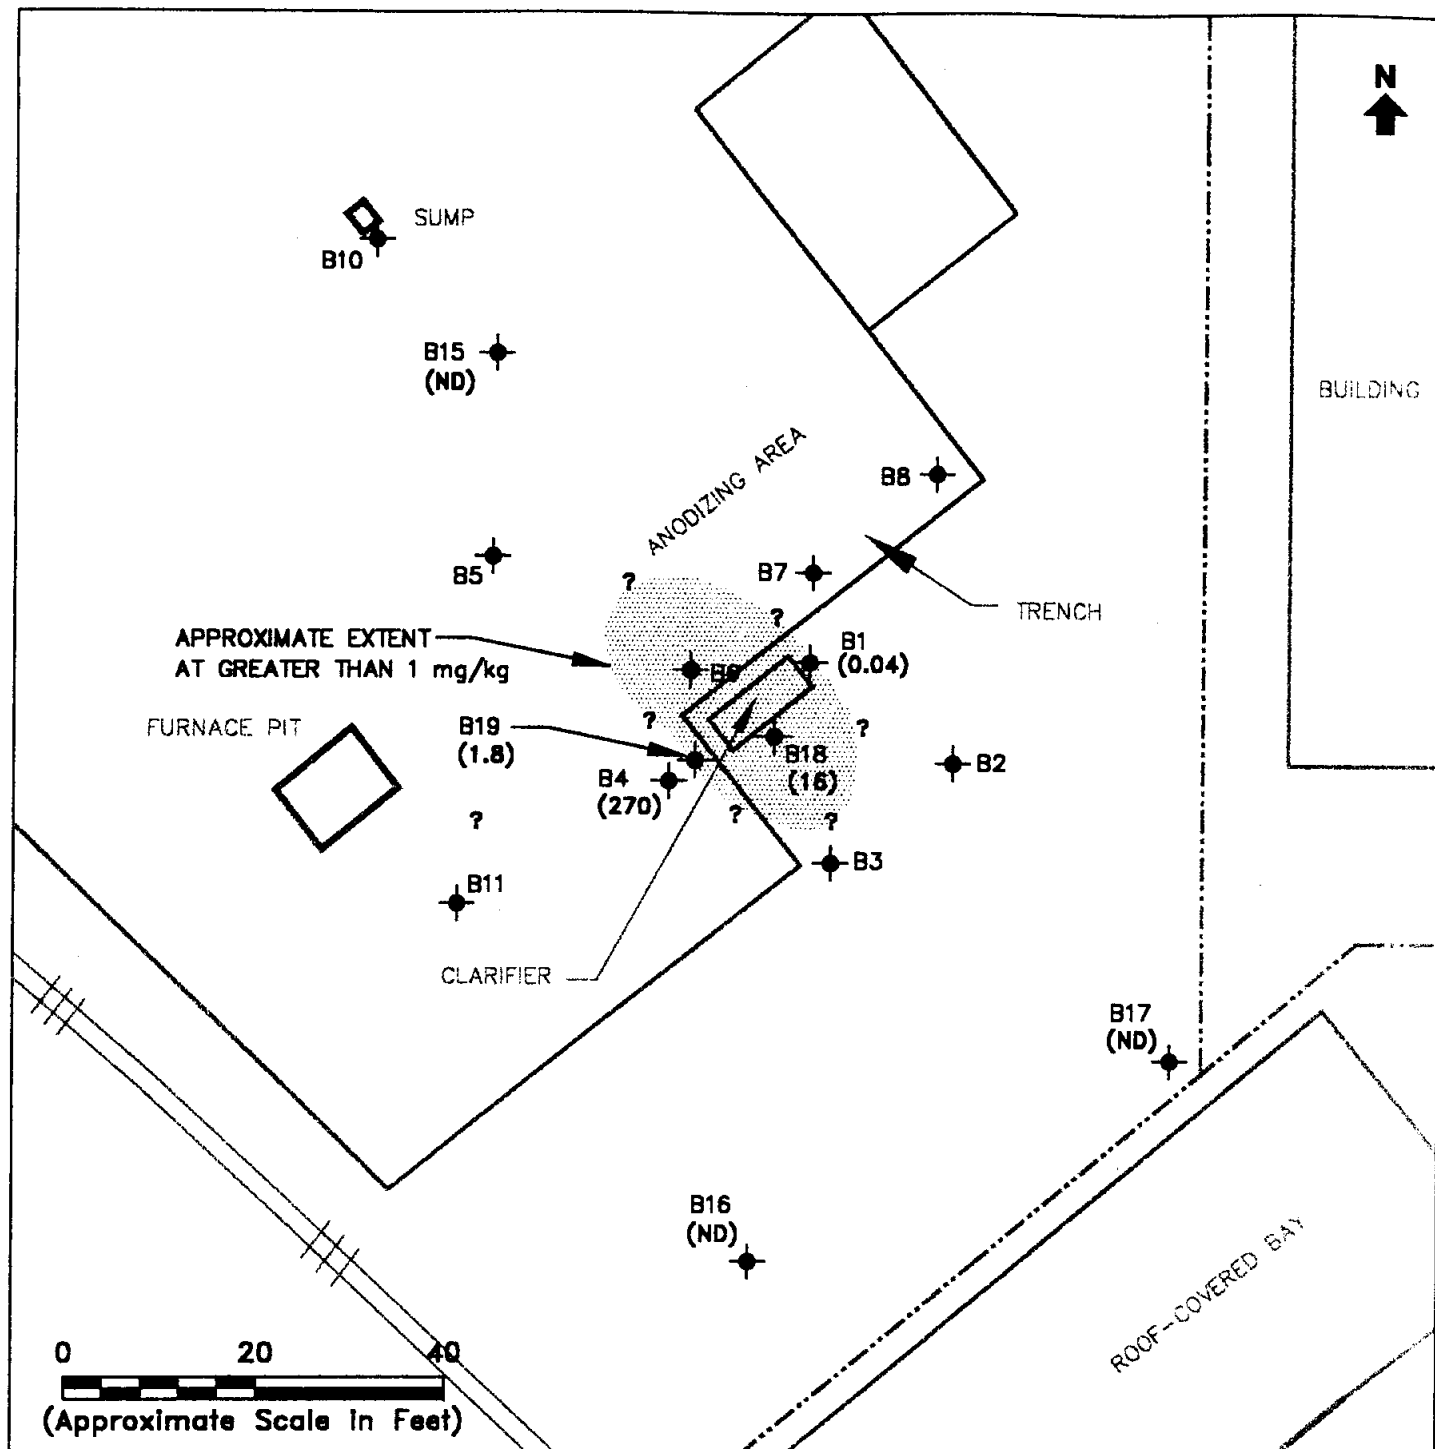 N
SUMP
B10
B15
(ND)
BUILDING
ANODIZING AREA
B8
B5
B7
?
?
TRENCH
APPROXIMATE EXTENT
AT GREATER THAN 1 mg/kg
B1
(0.04)
B6
FURNACE PIT
B19
(1.8)
?
?
B18
(16)
B2
B4
(270)
?
?
?
B3
B11
CLARIFIER
B17
(ND)
B16
(ND)
ROOF-COVERED BAY
0 20 40
(Approximate Scale in Feet)